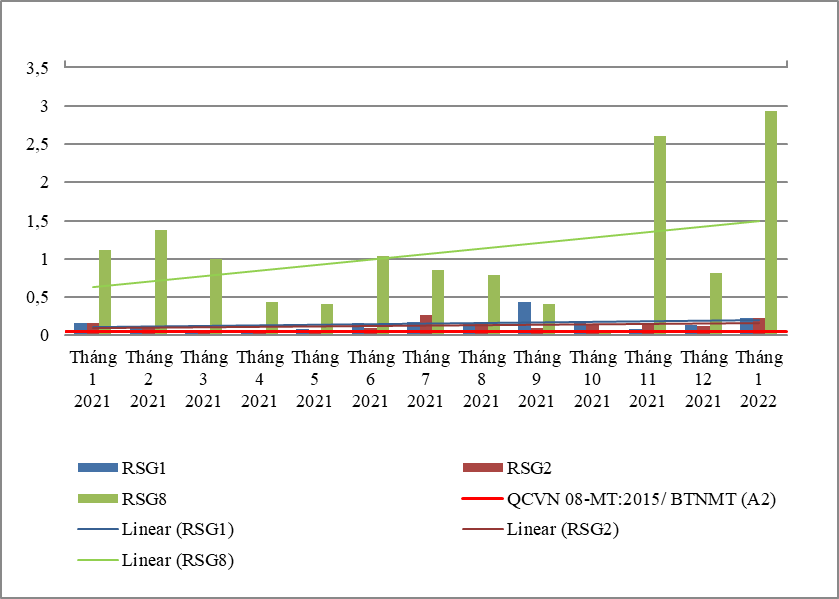 3,5
3
2,5
2
1,5
1
0,5
0
Tháng Tháng Tháng Tháng Tháng Tháng Tháng Tháng Tháng Tháng Tháng Tháng Tháng
1 2 3 4 5 6 7 8 9 10 11 12 1
2021 2021 2021 2021 2021 2021 2021 2021 2021 2021 2021 2021 2022
RSG1 RSG2
RSG8 QCVN 08-MT:2015/ BTNMT (A2)
Linear (RSG1) Linear (RSG2)
Linear (RSG8)